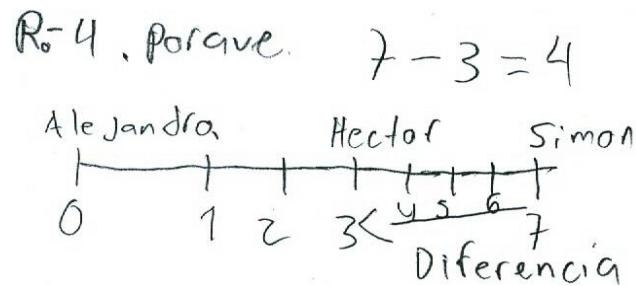 R.-4. Porque. 7-3=4
Alejandra Hector Simon
0 1 2 3< 4 5 6 7
Diferencia